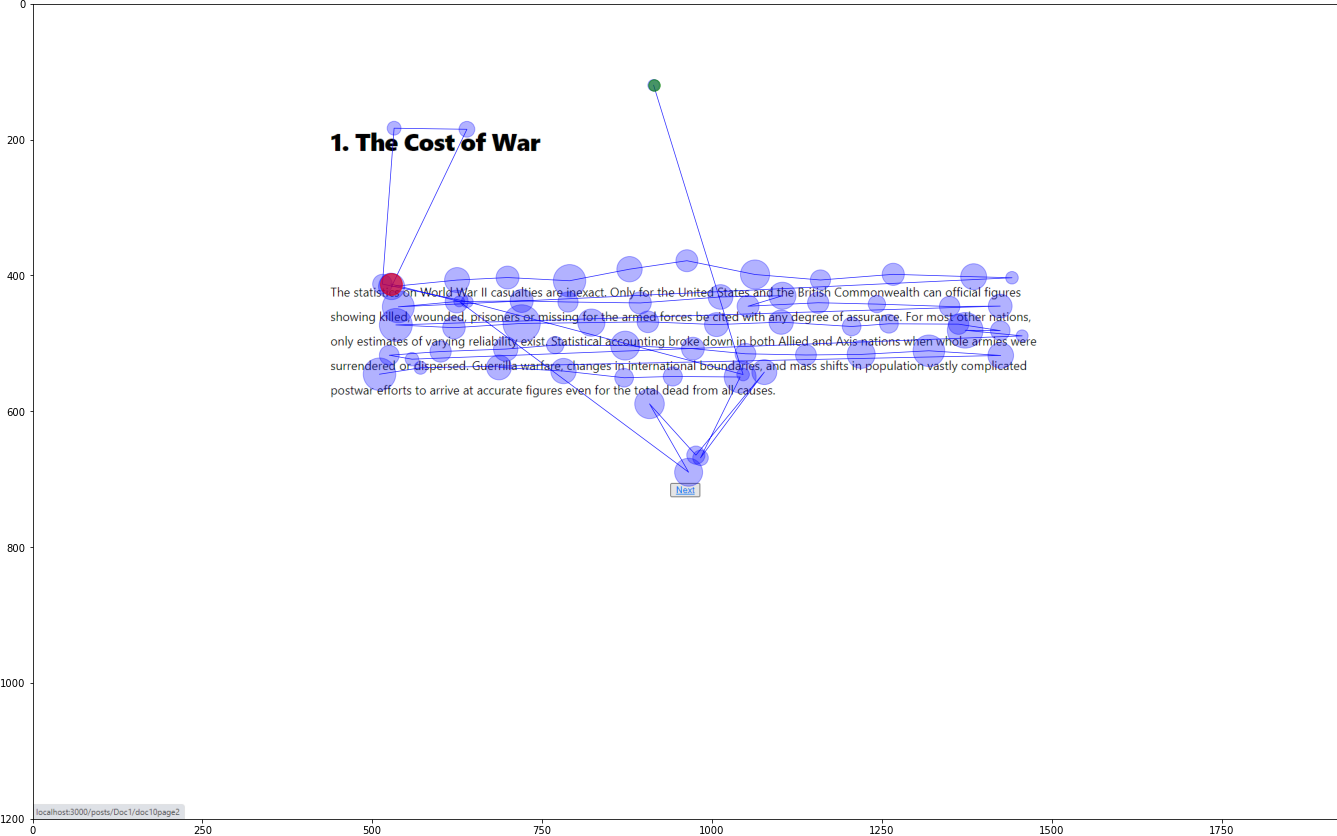 0
200
400
600
800
1000
1200
1. The Cost of War
The statistics on World War II casualties are inexact. Only for the United States and the British Commonwealth can official figures
showing killed, wounded, prisoners or missing for the armed forces be cited with any degree of assurance. For most other nations,
only estimates of varying reliability exist. Statistical accounting broke down in both Allied and Axis nations when whole armies were
surrendered or dispersed. Guerrilla warfare, changes in international boundaries, and mass shifts in population vastly complicated
postwar efforts to arrive at accurate figures even for the total dead from all causes.
Next
localhost:3000/posts/Doc1/doc10page2
0 250 500 750 1000 1250 1500 1750